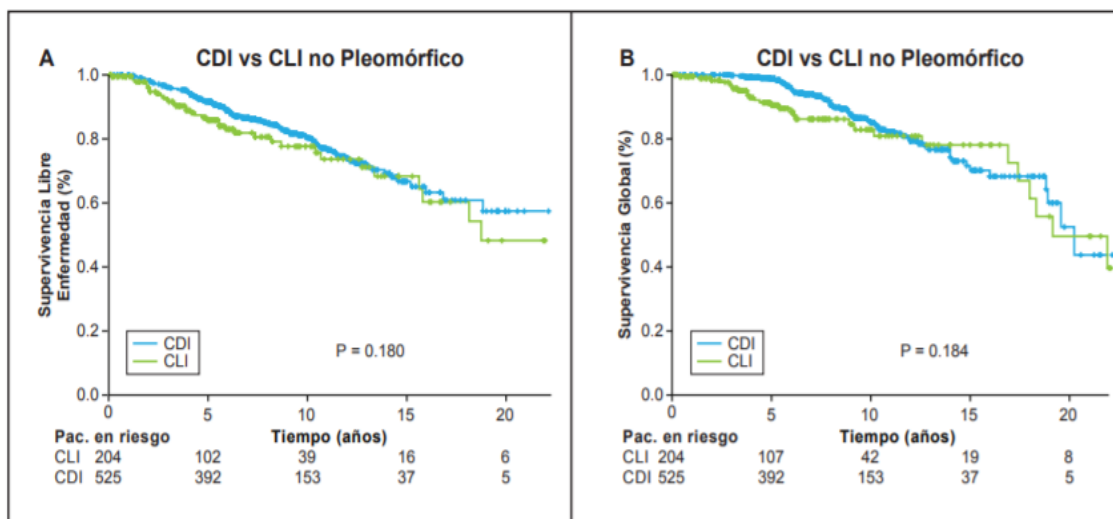 A
CDI vs CLI no Pleomórfico
Supervivencia Libre
Enfermedad (%)
1.0
0.8
0.6
0.4
0.2
0.0
CDI
CLI
P = 0.180
0 5 10 15 20
Pac. en riesgo Tiempo (años)
CLI 204 102 39 16 6
CDI 525 392 153 37 5
B
CDI vs CLI no Pleomórfico
Supervivencia Global (%)
1.0
0.8
0.6
0.4
0.2
0.0
CDI
CLI
P = 0.184
0 5 10 15 20
Pac. en riesgo Tiempo (años)
CLI 204 107 42 19 8
CDI 525 392 153 37 5